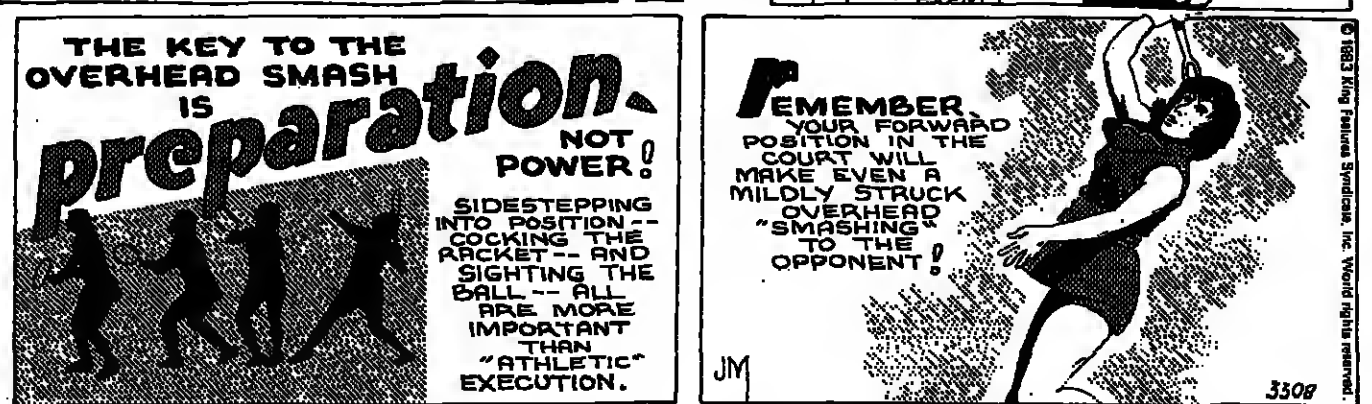 THE KEY TO THE
OVERHEAD SMASH
IS
preparation,
NOT
POWER!
SIDESTEPPING
INTO POSITION --
COCKING THE
RACKET -- AND
SIGHTING THE
BALL -- ALL
ARE MORE
IMPORTANT
THAN
"ATHLETIC"
EXECUTION.
REMEMBER,
YOUR FORWARD
POSITION IN THE
COURT WILL
MAKE EVEN A
MILDLY STRUCK
OVERHEAD
"SMASHING"
TO THE
OPPONENT!
JM
3308
© 1983 King Features Syndicate, Inc. World rights reserved.